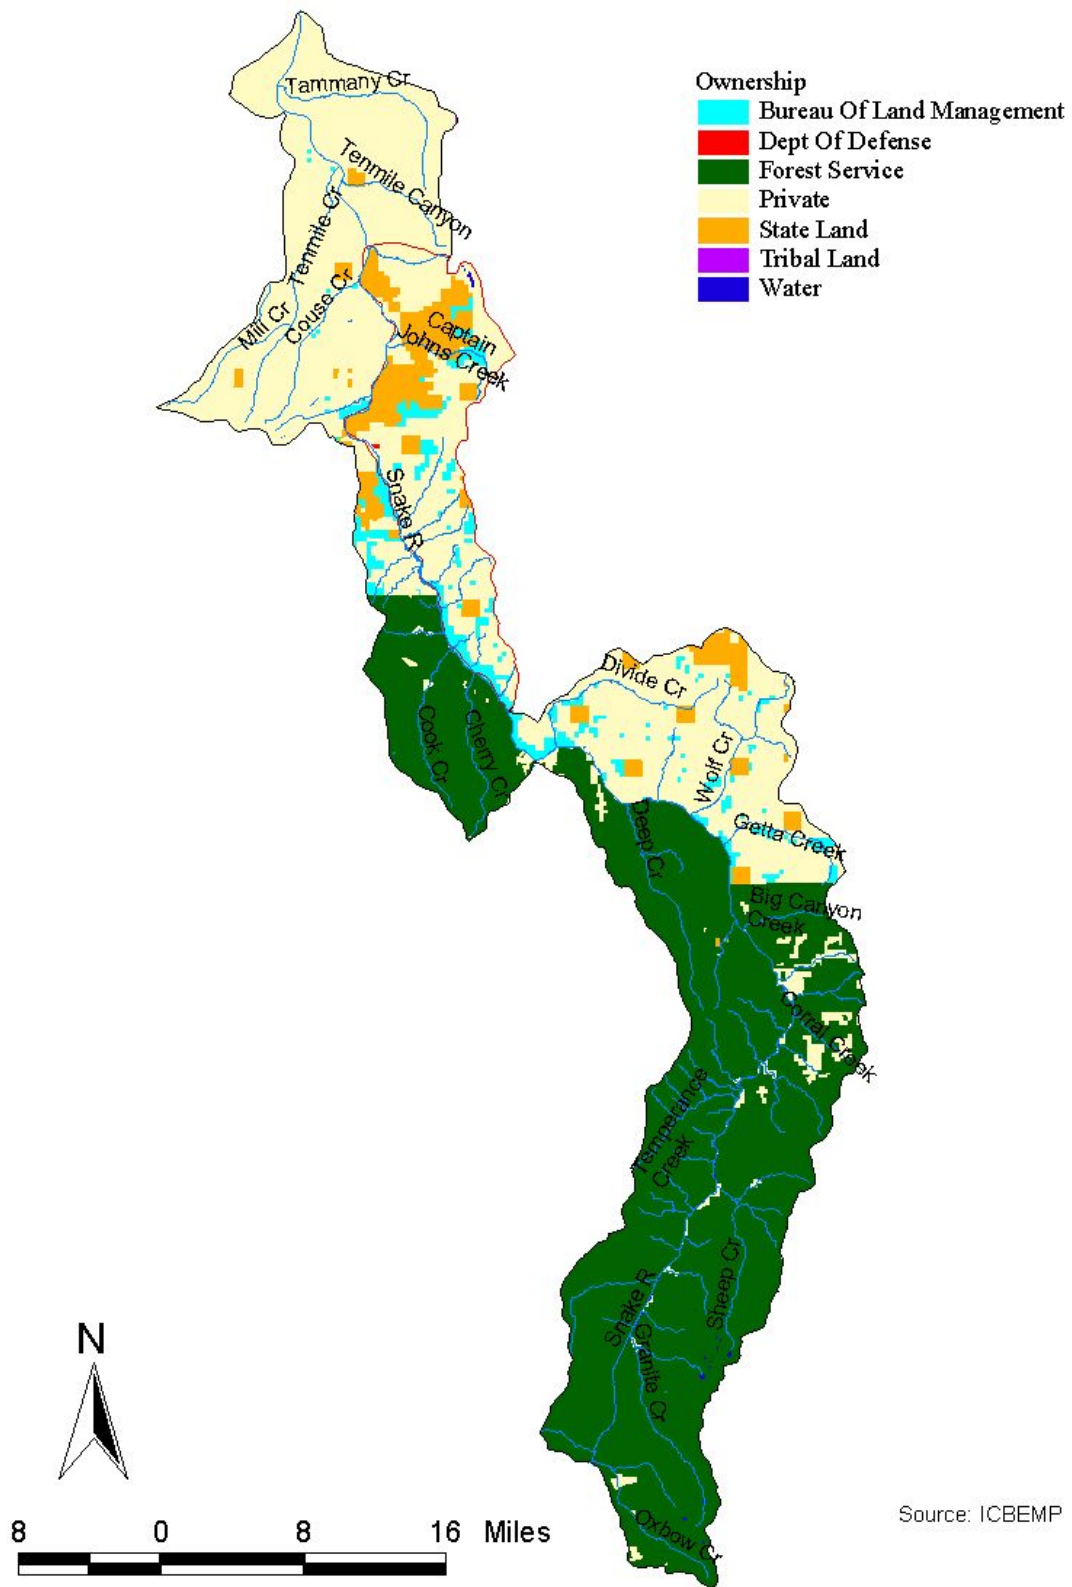 Ownership
Bureau Of Land Management
Dept Of Defense
Forest Service
Private
State Land
Tribal Land
Water
Tammany Cr
Tenmile Canyon
Tenmile Cr
Couse Cr
Mill Cr
Captain
Johns Creek
Snake R
Divide Cr
Wolf Cr
Cook Cr
Cherry Cr
Deep Cr
Getta Creek
Big Canyon
Creek
Corral Creek
Temperance
Creek
Sheep Cr
Snake R
Granite Cr
Oxbow Cr
N
8 0 8 16 Miles
Source: ICBEMP